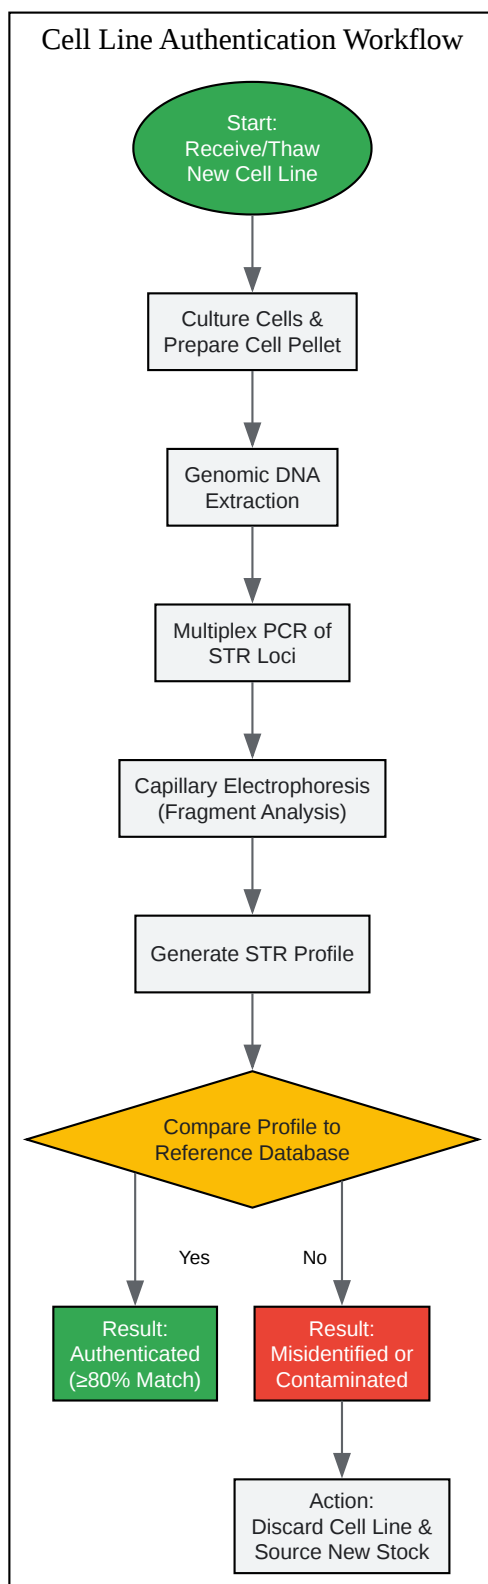 Cell Line Authentication Workflow
Start:
Receive/Thaw
New Cell Line
Culture Cells &
Prepare Cell Pellet
Genomic DNA
Extraction
Multiplex PCR of
STR Loci
Capillary Electrophoresis
(Fragment Analysis)
Generate STR Profile
Compare Profile to
Reference Database
Yes
No
Result:
Authenticated
(≥80% Match)
Result:
Misidentified or
Contaminated
Action:
Discard Cell Line &
Source New Stock